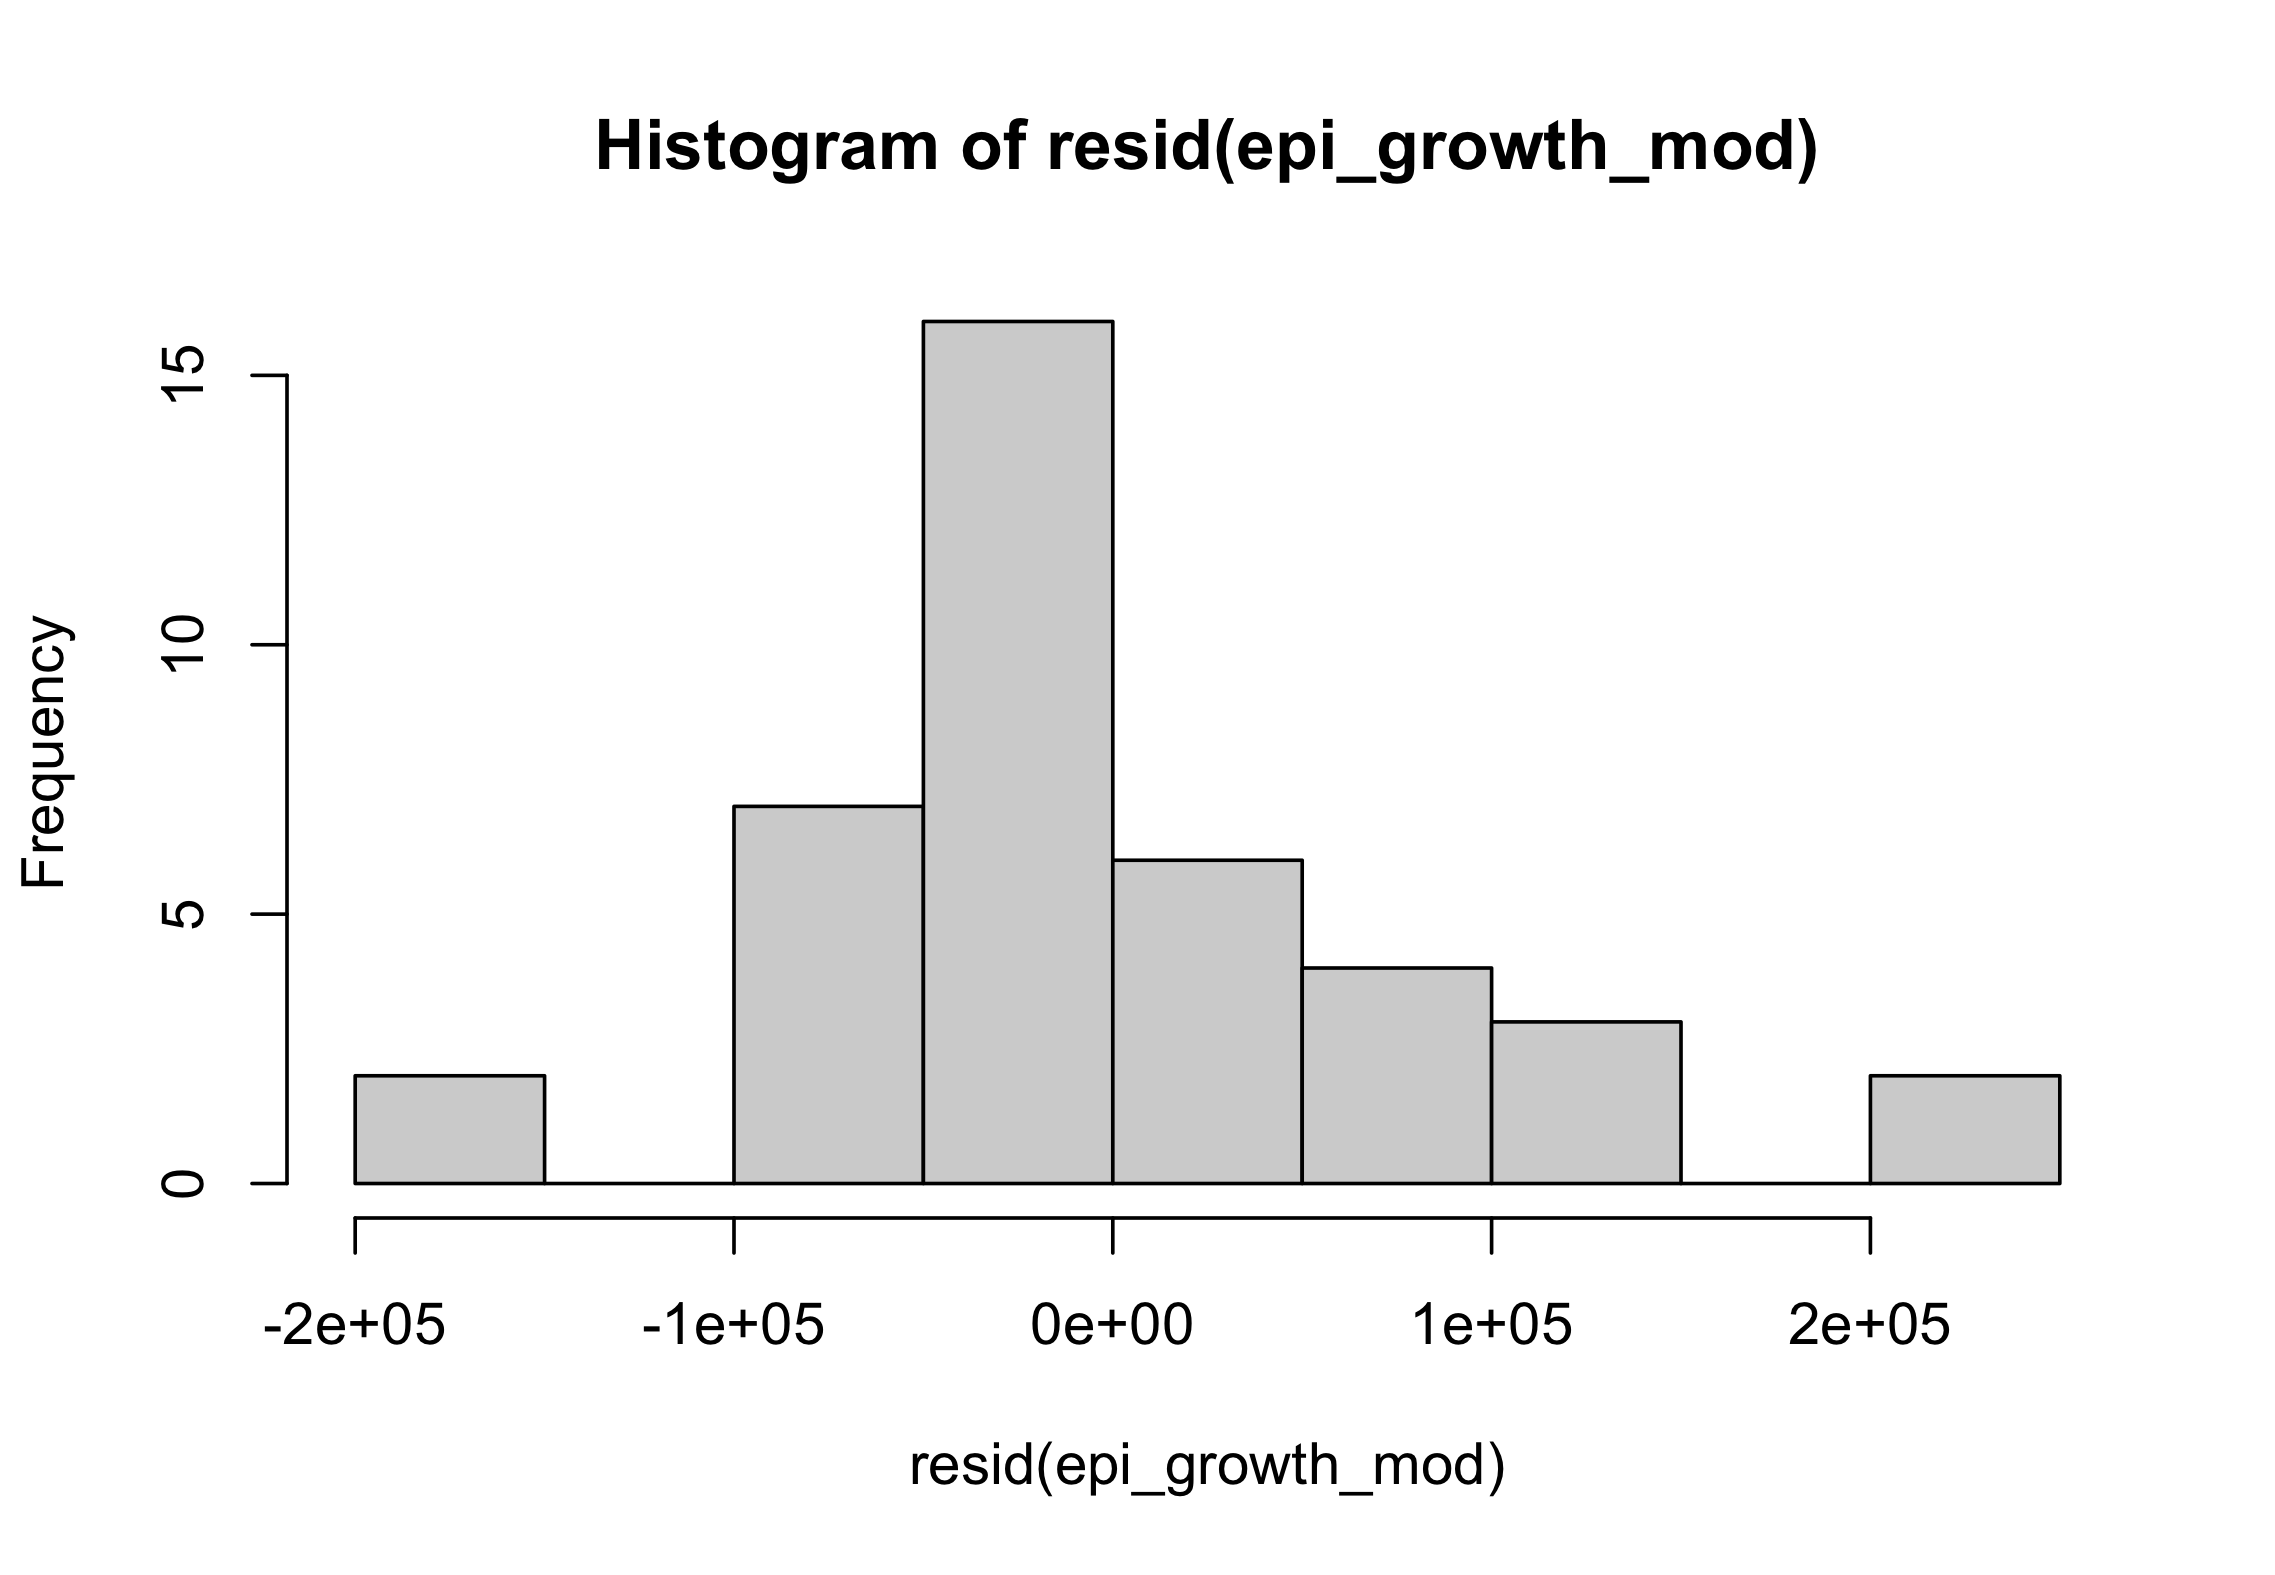 Histogram of resid(epi_growth_mod)
Frequency
15
10
5
0
-2e+05 -1e+05 0e+00 1e+05 2e+05
resid(epi_growth_mod)